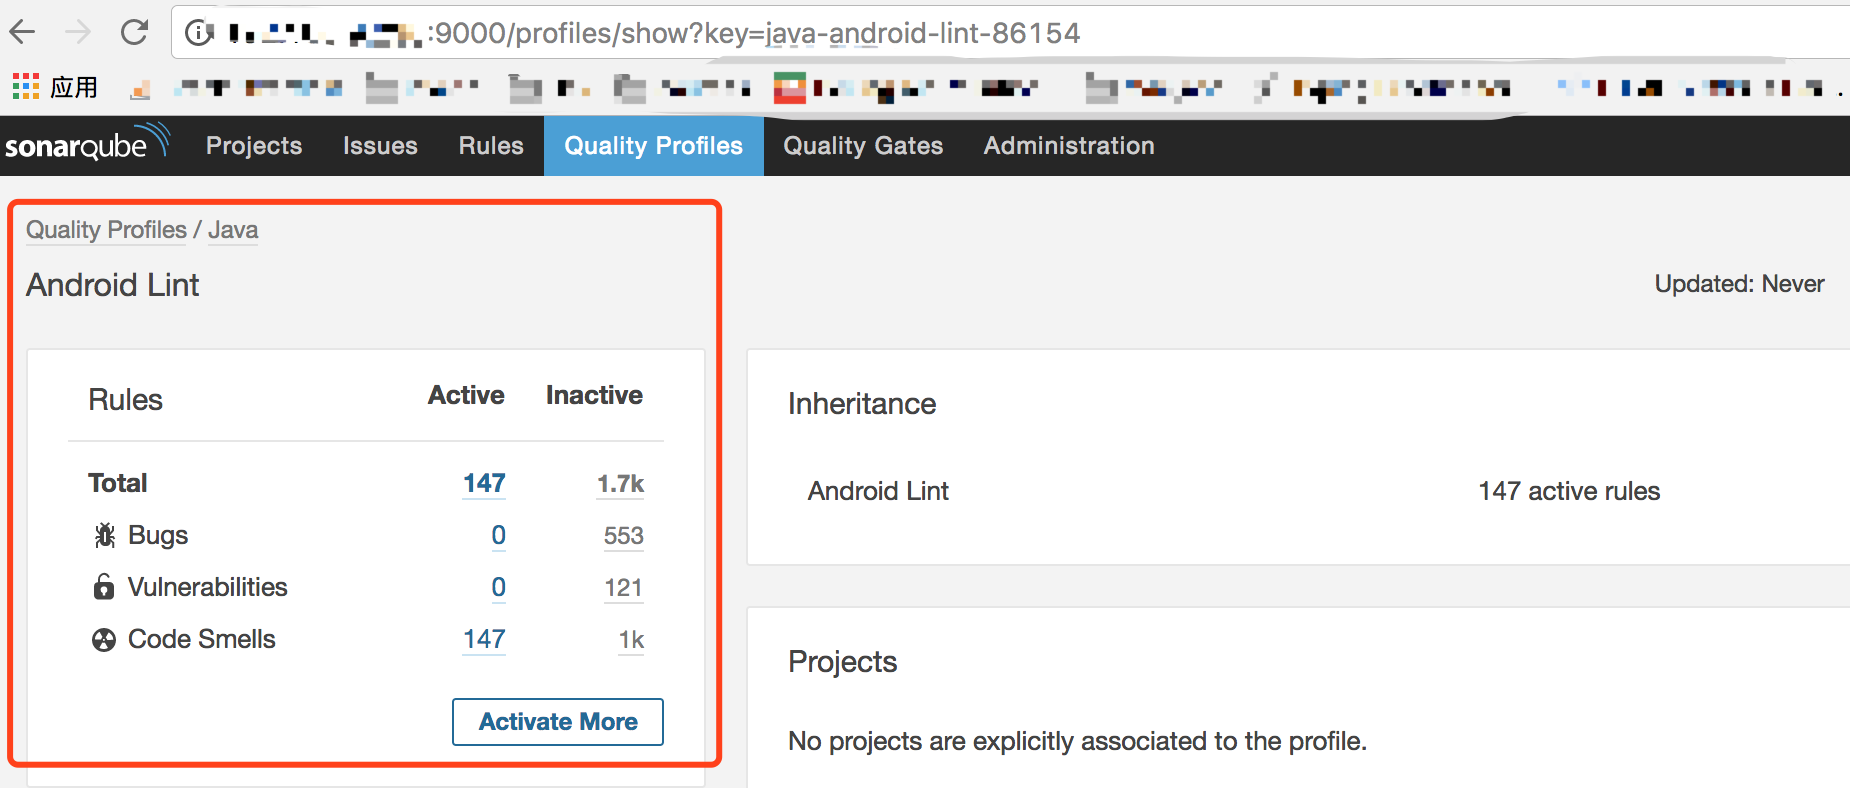 :9000/profiles/show?key=java-android-lint-86154
应用
sonarqube Projects Issues Rules Quality Profiles Quality Gates Administration
Quality Profiles / Java
Android Lint
Updated: Never
Rules Active Inactive
Total 147 1.7k
Bugs 0 553
Vulnerabilities 0 121
Code Smells 147 1k
Activate More
Inheritance
Android Lint 147 active rules
Projects
No projects are explicitly associated to the profile.